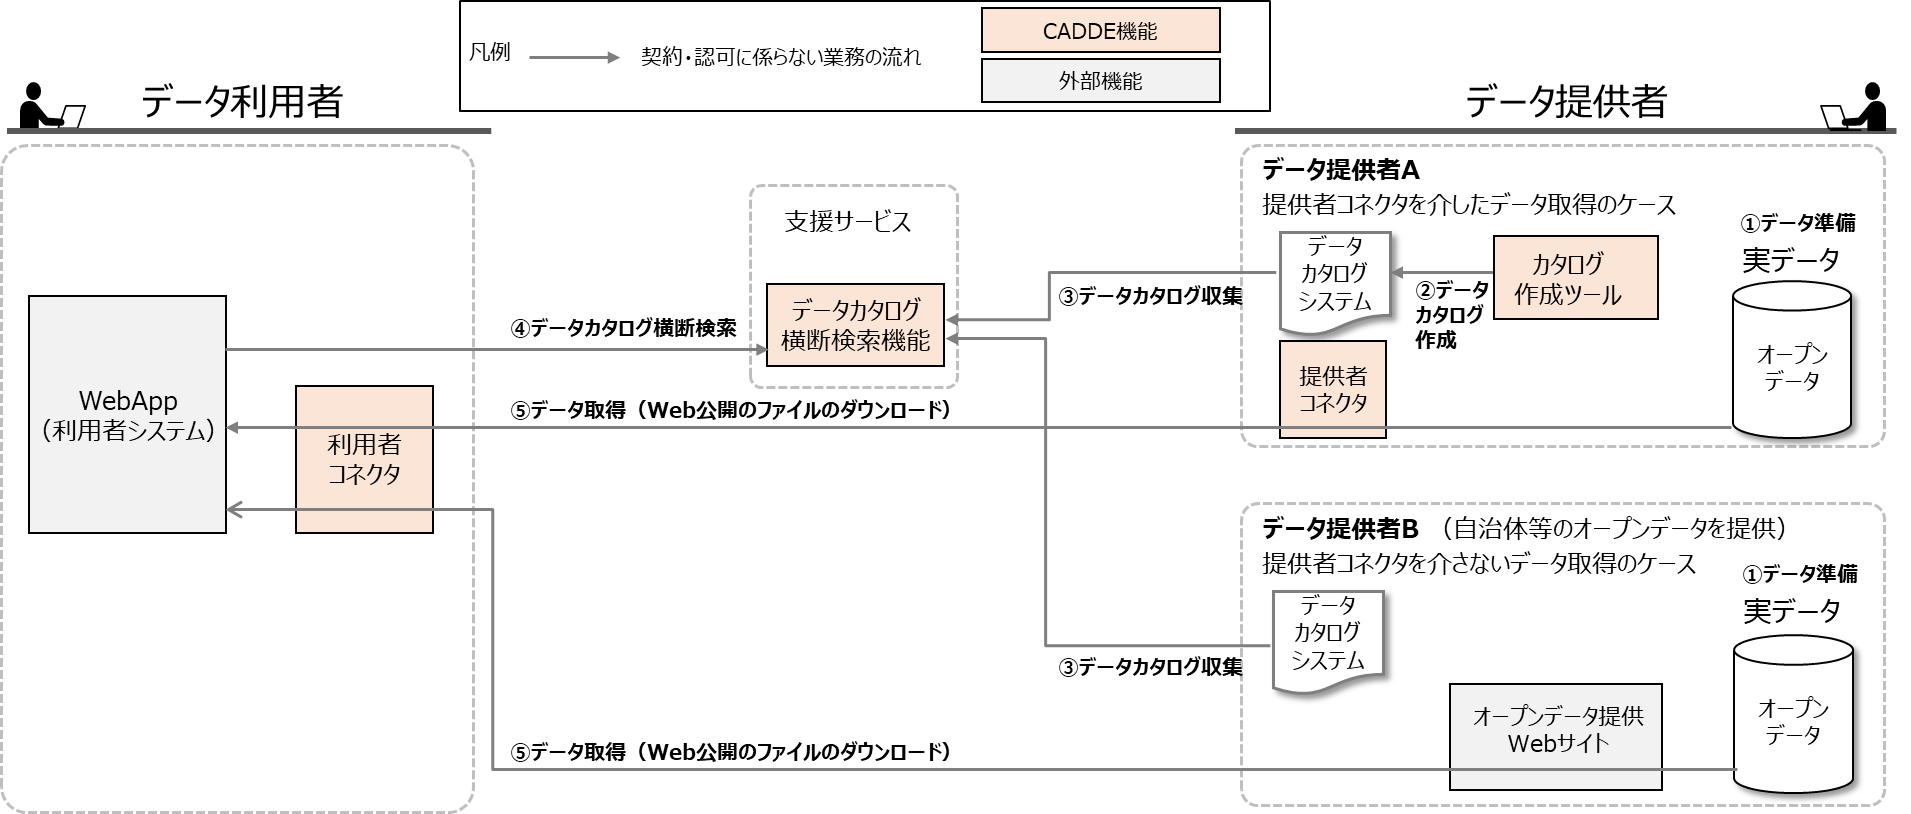 凡例
契約・認可に係らない業務の流れ
CADDE機能
外部機能
データ利用者
データ提供者
WebApp
（利用者システム）
利用者
コネクタ
④データカタログ横断検索
支援サービス
データカタログ
横断検索機能
⑤データ取得（Web公開のファイルのダウンロード）
③データカタログ収集
データ提供者A
提供者コネクタを介したデータ取得のケース
データ
カタログ
システム
②データ
カタログ
作成
カタログ
作成ツール
提供者
コネクタ
①データ準備
実データ
オープン
データ
データ提供者B （自治体等のオープンデータを提供）
提供者コネクタを介さないデータ取得のケース
データ
カタログ
システム
③データカタログ収集
①データ準備
実データ
オープン
データ
オープンデータ提供
Webサイト
⑤データ取得（Web公開のファイルのダウンロード）